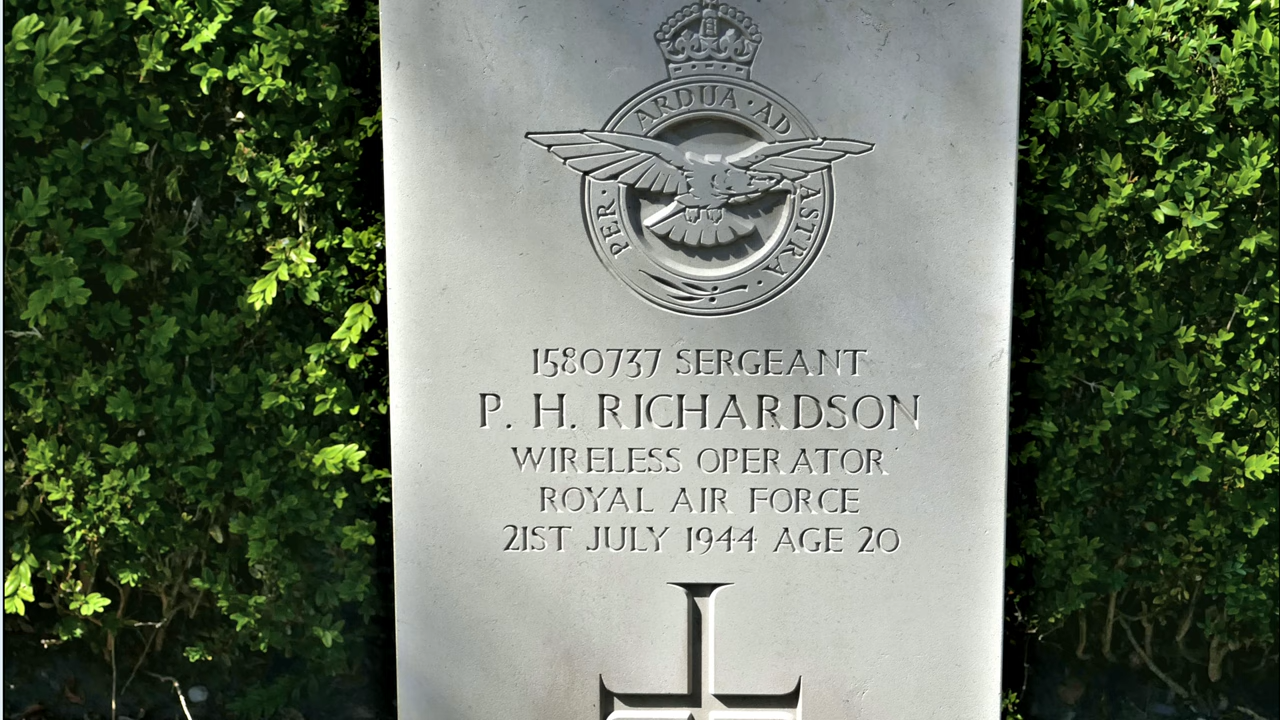 PER · ARDUA · AD ASTRA ·
1580737 SERGEANT
P. H. RICHARDSON
WIRELESS OPERATOR
ROYAL AIR FORCE
21ST JULY 1944 AGE 20